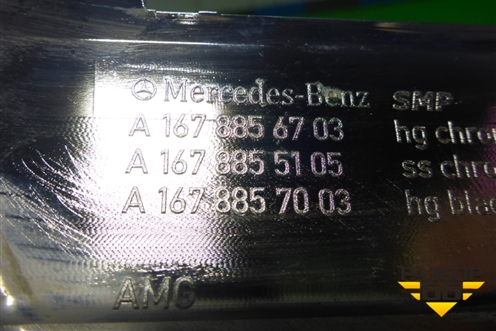 Mercedes-Benz SMP
A 167 885 67 03 hg chro
A 167 885 51 05 ss chro
A 167 885 70 03 hg bla
AMG